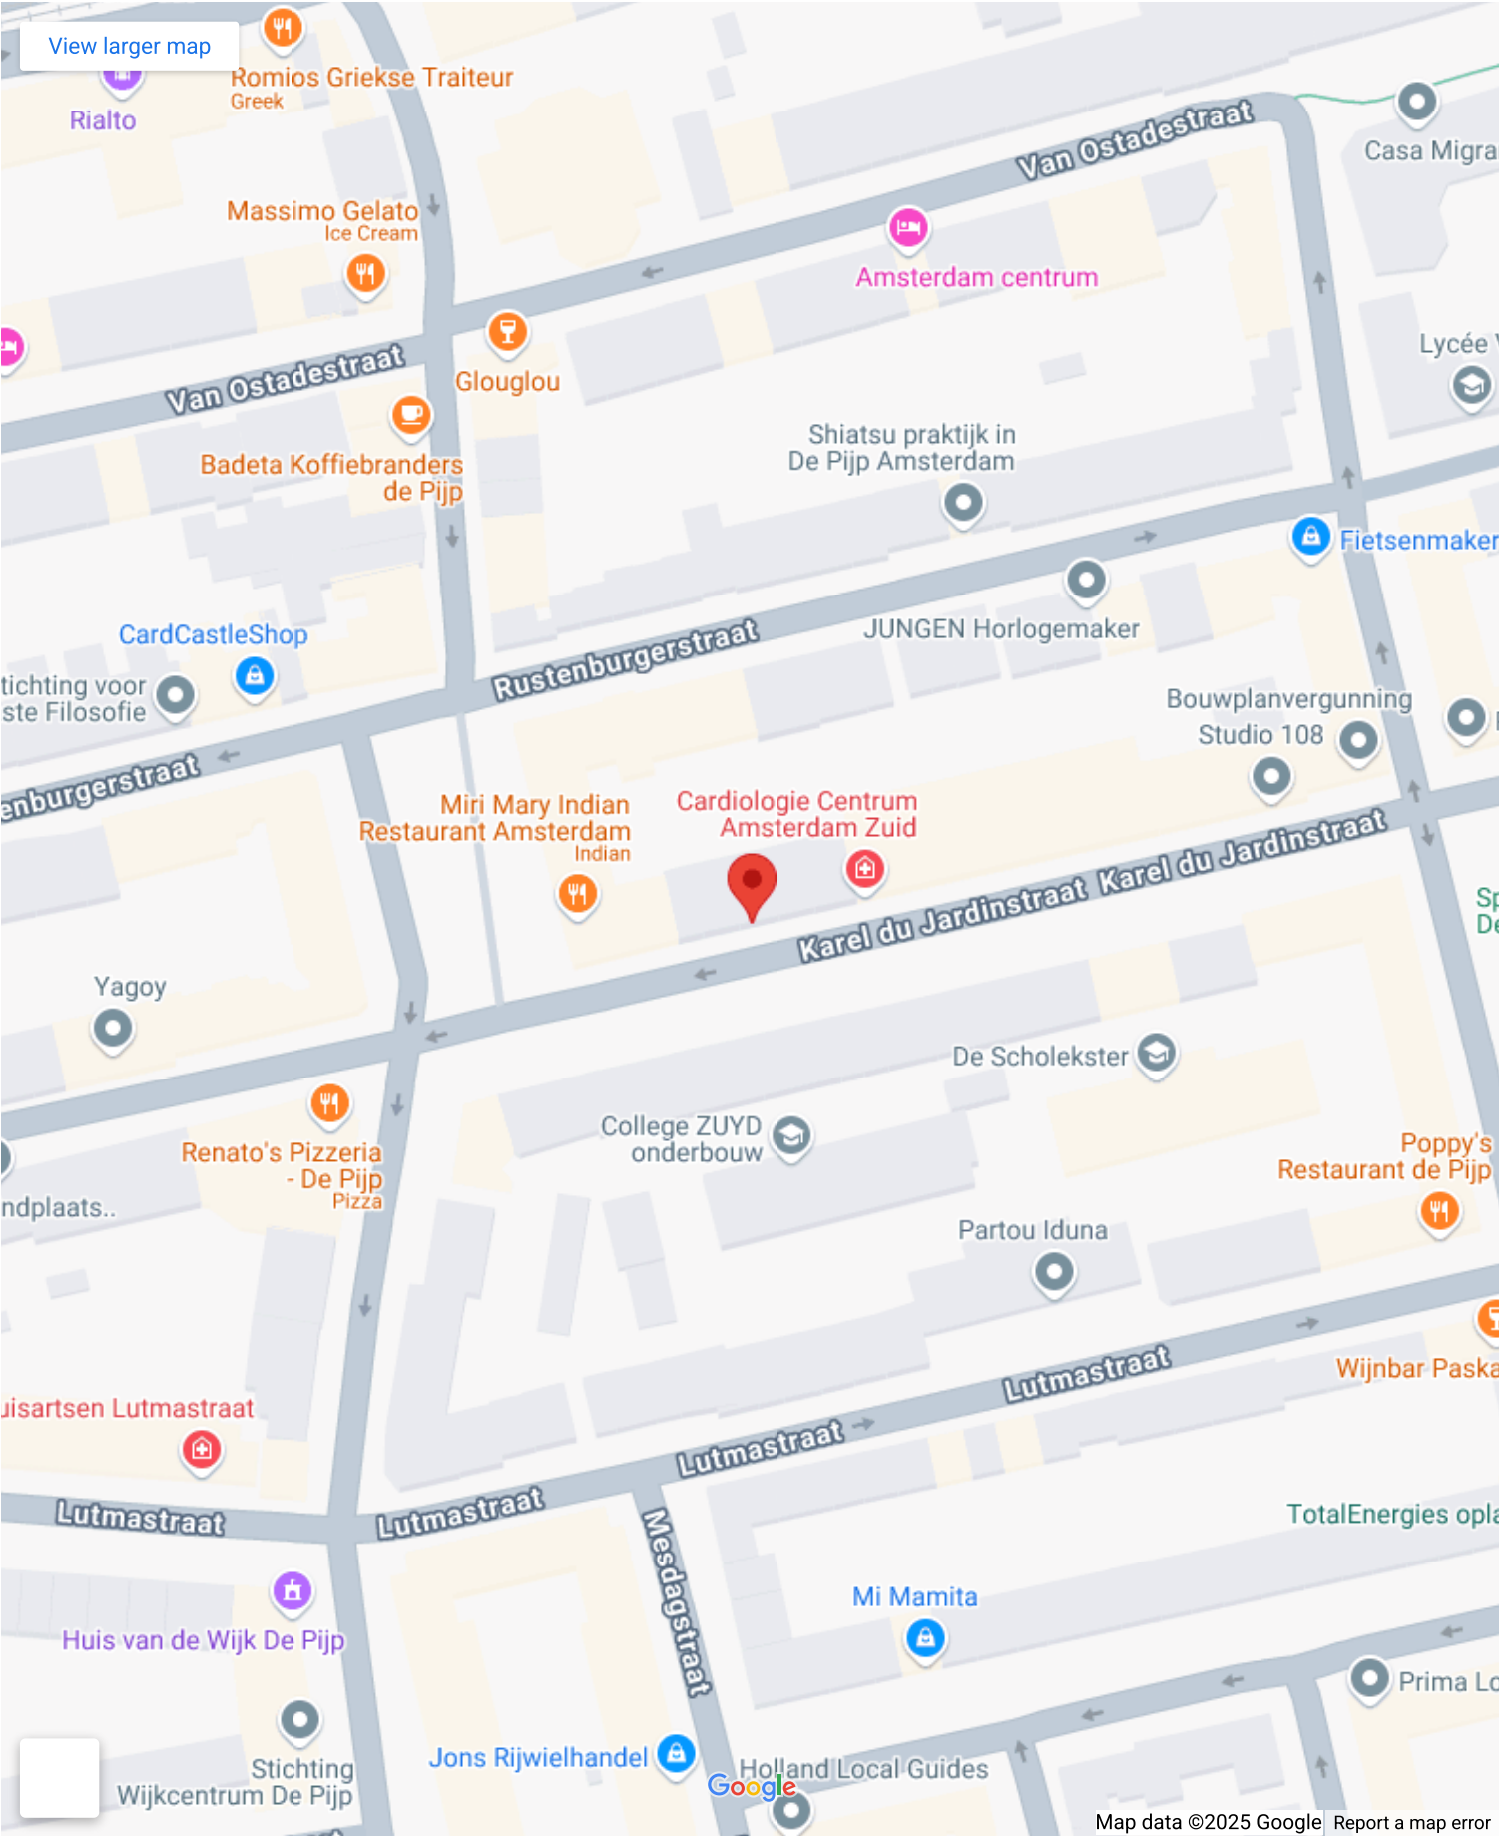 View larger map
Romios Griekse Traiteur
Greek
Rialto
Van Ostadestraat
Casa Migra
Massimo Gelato
Ice Cream
Amsterdam centrum
Lycée
Van Ostadestraat
Glouglou
Shiatsu praktijk in
De Pijp Amsterdam
Badeta Koffiebranders
de Pijp
Fietsenmaker
CardCastleShop
JUNGEN Horlogemaker
Rustenburgerstraat
tichting voor
ste Filosofie
Bouwplanvergunning
Studio 108
enburgerstraat
Miri Mary Indian
Restaurant Amsterdam
Indian
Cardiologie Centrum
Amsterdam Zuid
Karel du Jardinstraat
Karel du Jardinstraat
Sp
De
Yagoy
De Scholekster
College ZUYD
onderbouw
Renato's Pizzeria
- De Pijp
Pizza
Poppy's
Restaurant de Pijp
ndplaats..
Partou Iduna
Lutmastraat
Wijnbar Paska
uisartsen Lutmastraat
Lutmastraat
Lutmastraat
Lutmastraat
Mesdagstraat
TotalEnergies opla
Mi Mamita
Huis van de Wijk De Pijp
Prima Lo
Jons Rijwielhandel
Stichting
Wijkcentrum De Pijp
Holland Local Guides
Google
Map data ©2025 Google
Report a map error